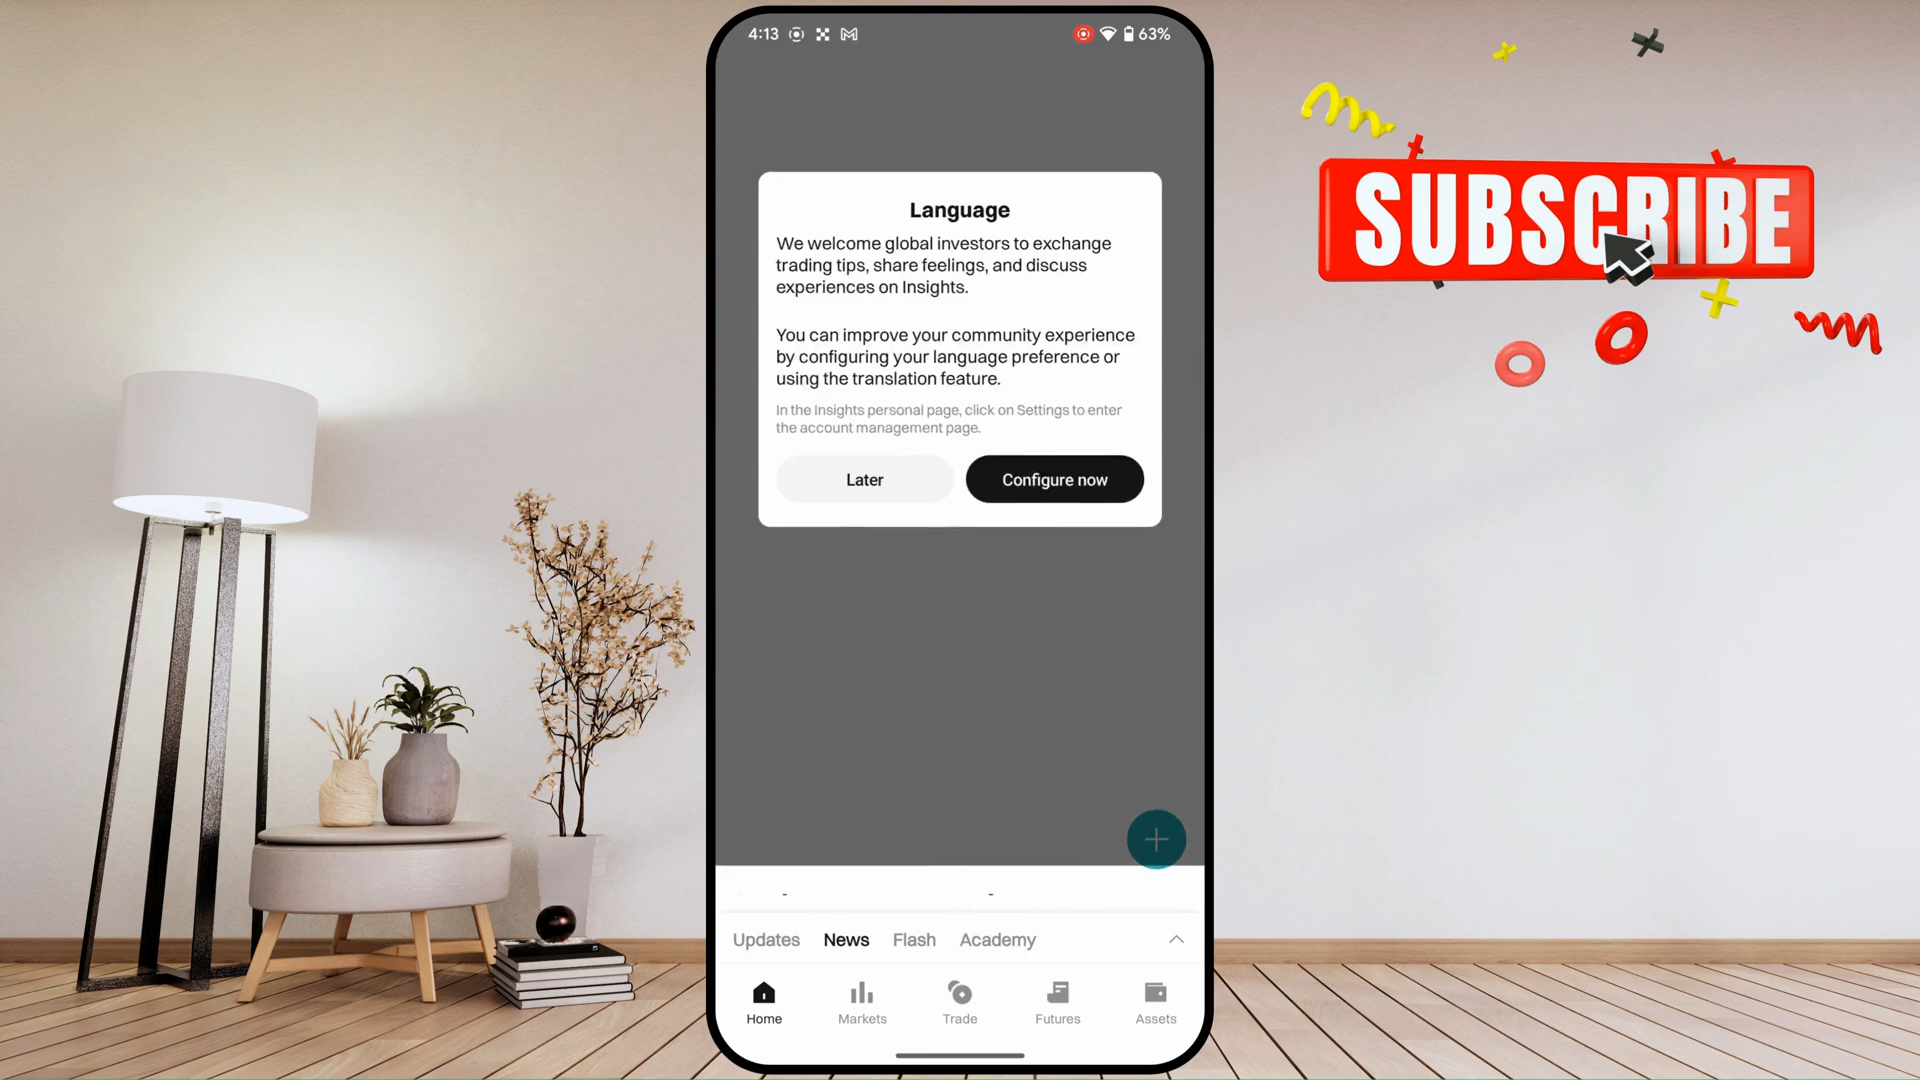 4:13
63%
SUBSCRIBE
Language
We welcome global investors to exchange
trading tips, share feelings, and discuss
experiences on Insights.
You can improve your community experience
by configuring your language preference or
using the translation feature.
In the Insights personal page, click on Settings to enter
the account management page.
Later
Configure now
Updates News Flash Academy
Home Markets Trade Futures Assets